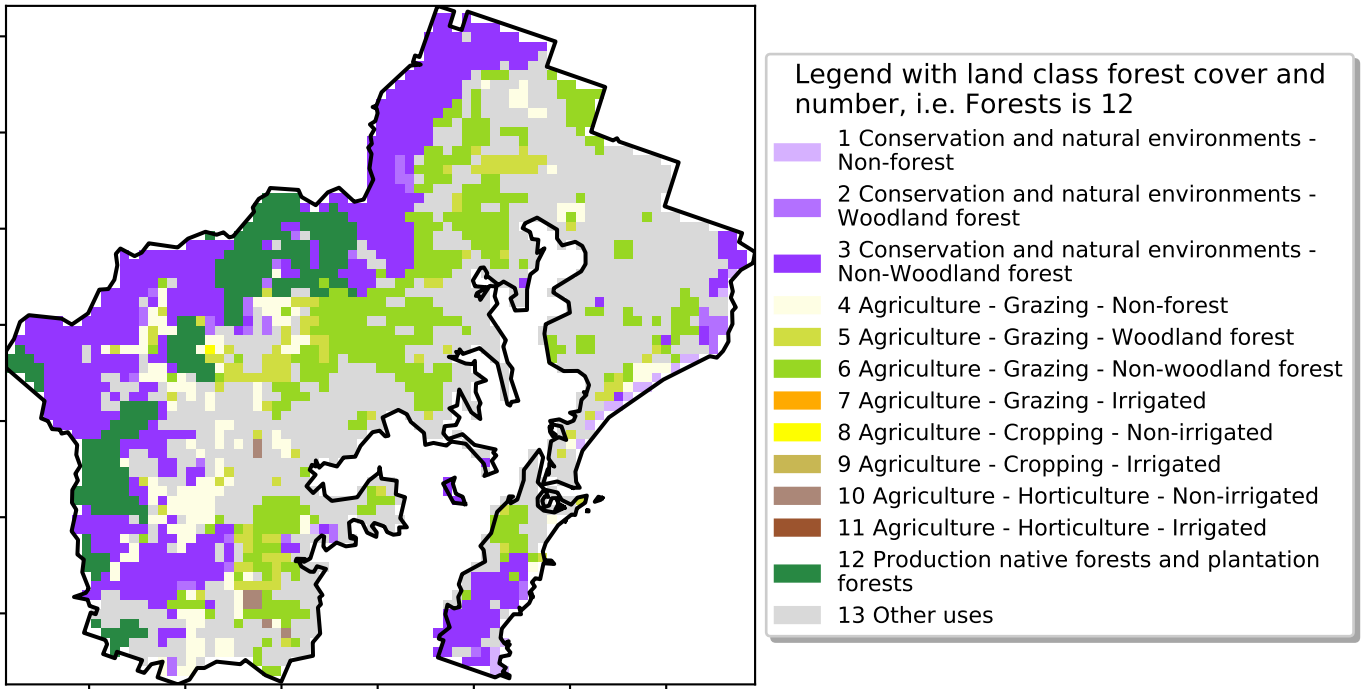 Legend with land class forest cover and
number, i.e. Forests is 12
1 Conservation and natural environments -
Non-forest
2 Conservation and natural environments -
Woodland forest
3 Conservation and natural environments -
Non-Woodland forest
4 Agriculture - Grazing - Non-forest
5 Agriculture - Grazing - Woodland forest
6 Agriculture - Grazing - Non-woodland forest
7 Agriculture - Grazing - Irrigated
8 Agriculture - Cropping - Non-irrigated
9 Agriculture - Cropping - Irrigated
10 Agriculture - Horticulture - Non-irrigated
11 Agriculture - Horticulture - Irrigated
12 Production native forests and plantation
forests
13 Other uses